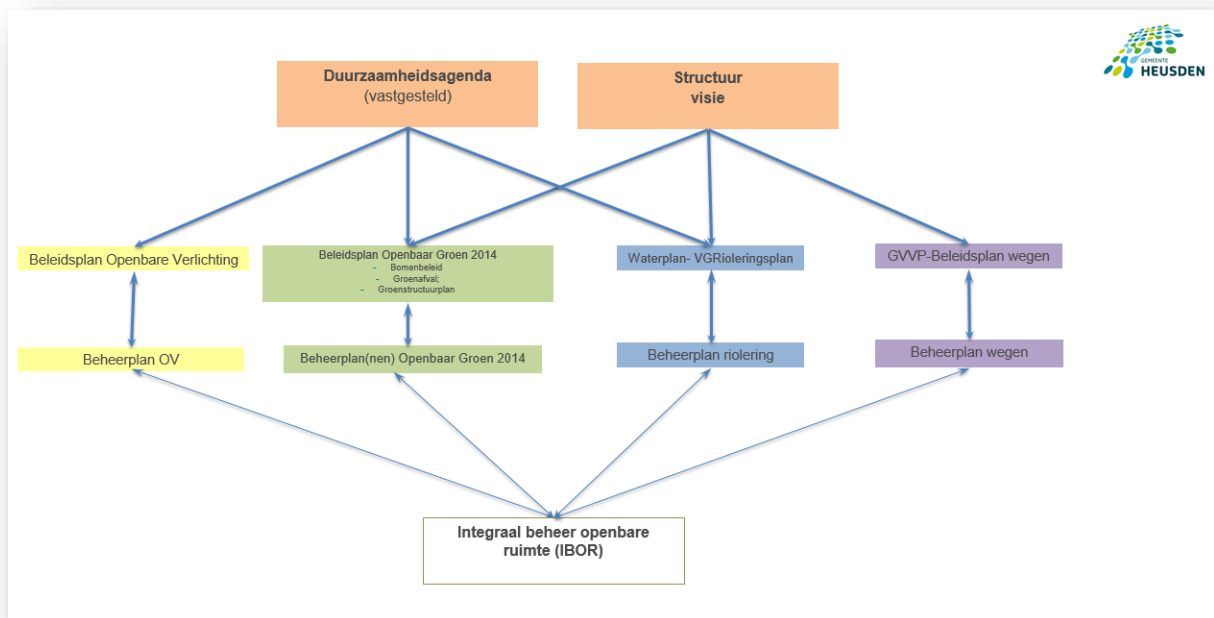 GEMEENTE
HEUSDEN
Duurzaamheidsagenda
(vastgesteld)
Structuur
visie
Beleidsplan Openbare Verlichting
Beleidsplan Openbaar Groen 2014
- Bomenbeleid
- Groenafval;
- Groenstructuurplan
Waterplan- VGRioleringsplan
GVVP-Beleidsplan wegen
Beheerplan OV
Beheerplan(nen) Openbaar Groen 2014
Beheerplan riolering
Beheerplan wegen
Integraal beheer openbare
ruimte (IBOR)